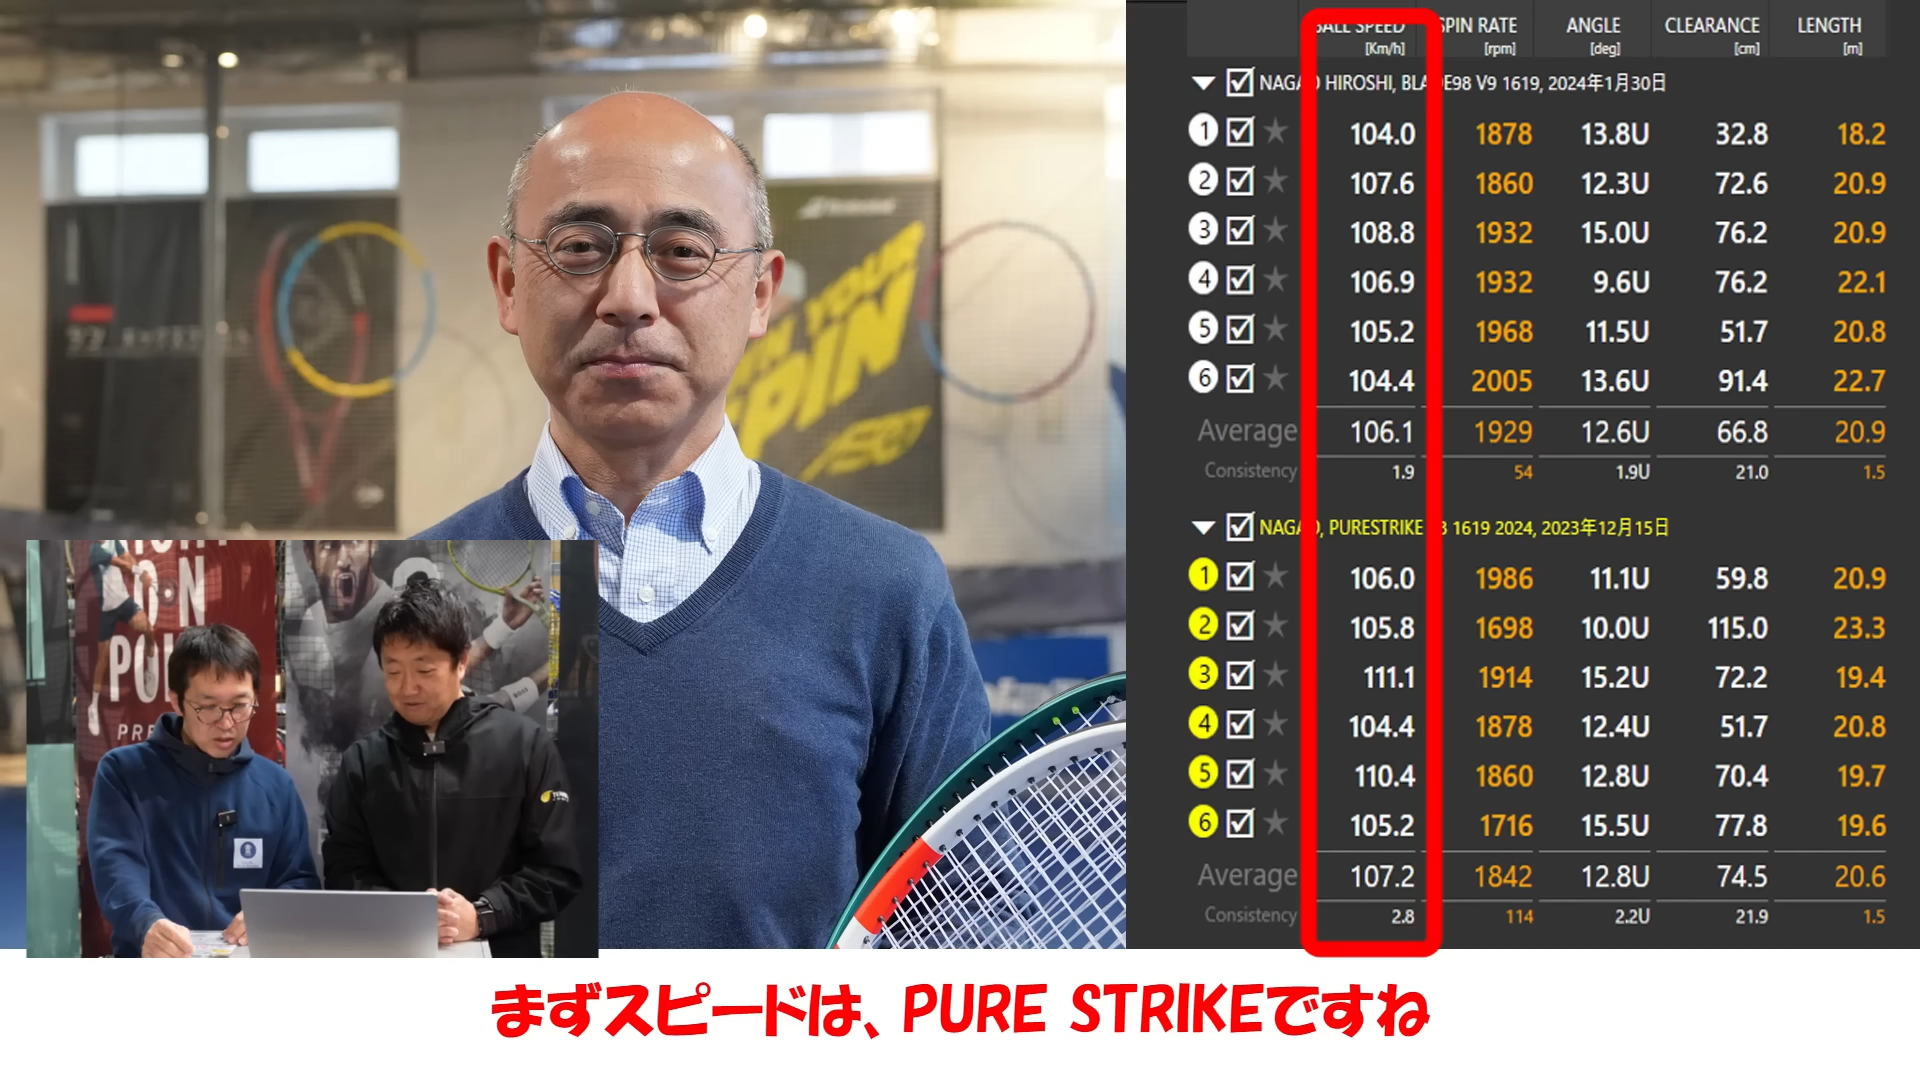 BALL SPEED SPIN RATE ANGLE CLEARANCE LENGTH
[Km/h] [rpm] [deg] [cm] [m]
NAGAO HIROSHI, BLADE98 V9 1619, 2024年1月30日
1 104.0 1878 13.8U 32.8 18.2
2 107.6 1860 12.3U 72.6 20.9
3 108.8 1932 15.0U 76.2 20.9
4 106.9 1932 9.6U 76.2 22.1
5 105.2 1968 11.5U 51.7 20.8
6 104.4 2005 13.6U 91.4 22.7
Average 106.1 1929 12.6U 66.8 20.9
Consistency 1.9 54 1.9U 21.0 1.5
NAGAO, PURESTRIKE 1619 2024, 2023年12月15日
1 106.0 1986 11.1U 59.8 20.9
2 105.8 1698 10.0U 115.0 23.3
3 111.1 1914 15.2U 72.2 19.4
4 104.4 1878 12.4U 51.7 20.8
5 110.4 1860 12.8U 70.4 19.7
6 105.2 1716 15.5U 77.8 19.6
Average 107.2 1842 12.8U 74.5 20.6
Consistency 2.8 114 2.2U 21.9 1.5
YOUR
SPIN
まずスピードは、PURE STRIKEですね